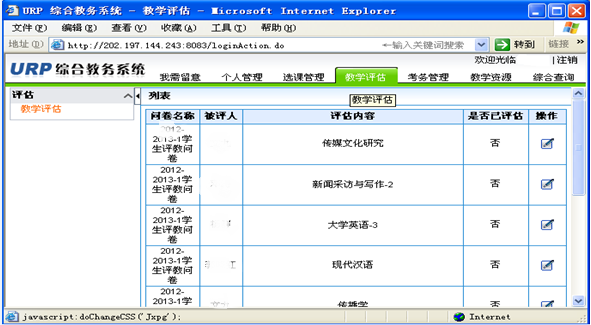 URP 综合教务系统 - 教学评估 - Microsoft Internet Explorer
文件(F) 编辑(E) 查看(V) 收藏(A) 工具(T) 帮助(H)
地址(D) http://202.197.144.243:8083/loginAction.do ←输入关键词搜索 转到 链接 »
欢迎光临 |注销
URP 综合教务系统 我需留意 个人管理 选课管理 教学评估 考务管理 教学资源 综合查询
评估 列表
教学评估
教学评估
问卷名称 被评人 评估内容 是否已评估 操作
2012-
2013-1学
生评教问
卷
传媒文化研究 否
2012-
2013-1学
生评教问
卷
新闻采访与写作-2 否
2012-
2013-1学
生评教问
卷
大学英语-3 否
2012-
2013-1学
生评教问
卷
现代汉语 否
2012-
2013-1学
传播学 否
javascript:doChangeCSS('Jxpg'); Internet